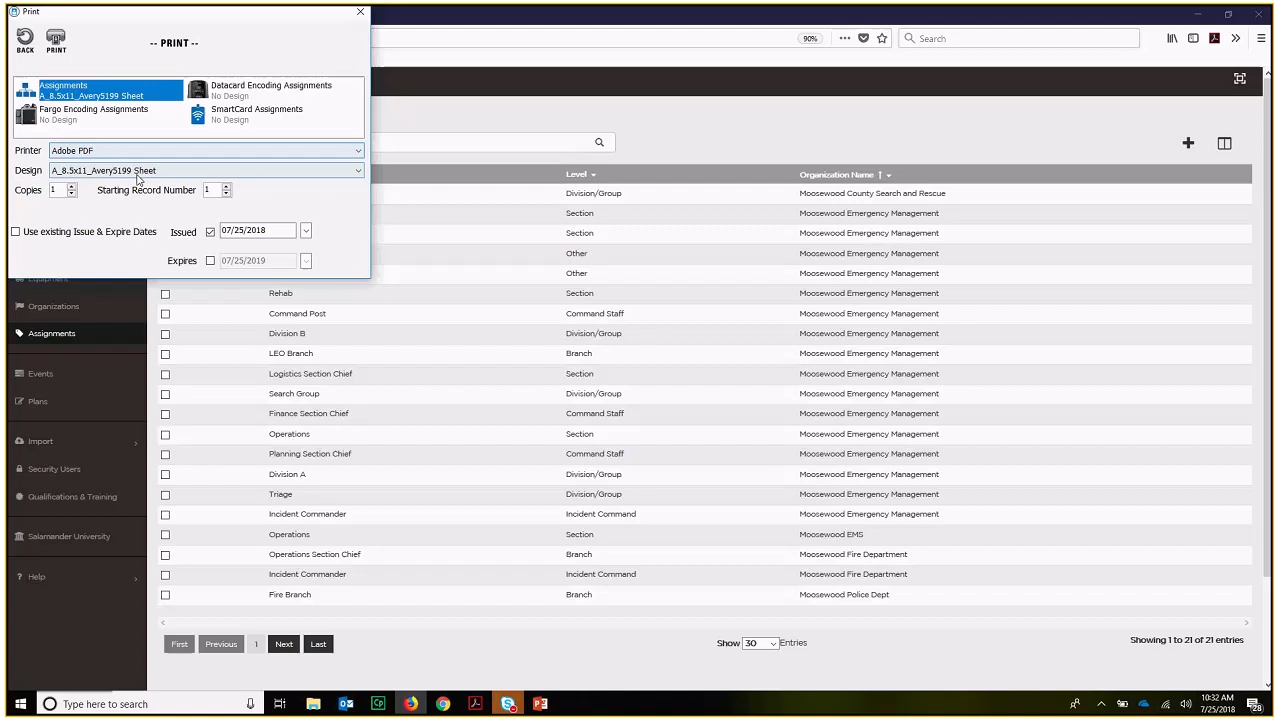 Print
BACK
PRINT
-- PRINT --
Assignments
A_8.5x11_Avery5199 Sheet
Datacard Encoding Assignments
No Design
Fargo Encoding Assignments
No Design
SmartCard Assignments
No Design
Printer Adobe PDF
Design A_8.5x11_Avery5199 Sheet
Copies 1 Starting Record Number 1
Use existing Issue & Expire Dates Issued 07/25/2018
Expires 07/25/2019
90%
Search
Organizations
Assignments
Events
Plans
Import
Security Users
Qualifications & Training
Salamander University
? Help
Level Organization Name
Division/Group Moosewood County Search and Rescue
Section Moosewood Emergency Management
Section Moosewood Emergency Management
Other Moosewood Emergency Management
Other Moosewood Emergency Management
Rehab Section Moosewood Emergency Management
Command Post Command Staff Moosewood Emergency Management
Division B Division/Group Moosewood Emergency Management
LEO Branch Branch Moosewood Emergency Management
Logistics Section Chief Section Moosewood Emergency Management
Search Group Division/Group Moosewood Emergency Management
Finance Section Chief Command Staff Moosewood Emergency Management
Operations Section Moosewood Emergency Management
Planning Section Chief Command Staff Moosewood Emergency Management
Division A Division/Group Moosewood Emergency Management
Triage Division/Group Moosewood Emergency Management
Incident Commander Incident Command Moosewood Emergency Management
Operations Section Moosewood EMS
Operations Section Chief Branch Moosewood Fire Department
Incident Commander Incident Command Moosewood Fire Department
Fire Branch Branch Moosewood Police Dept
First Previous 1 Next Last
Show 30 Entries
Showing 1 to 21 of 21 entries
Type here to search
10:32 AM
7/25/2018
28